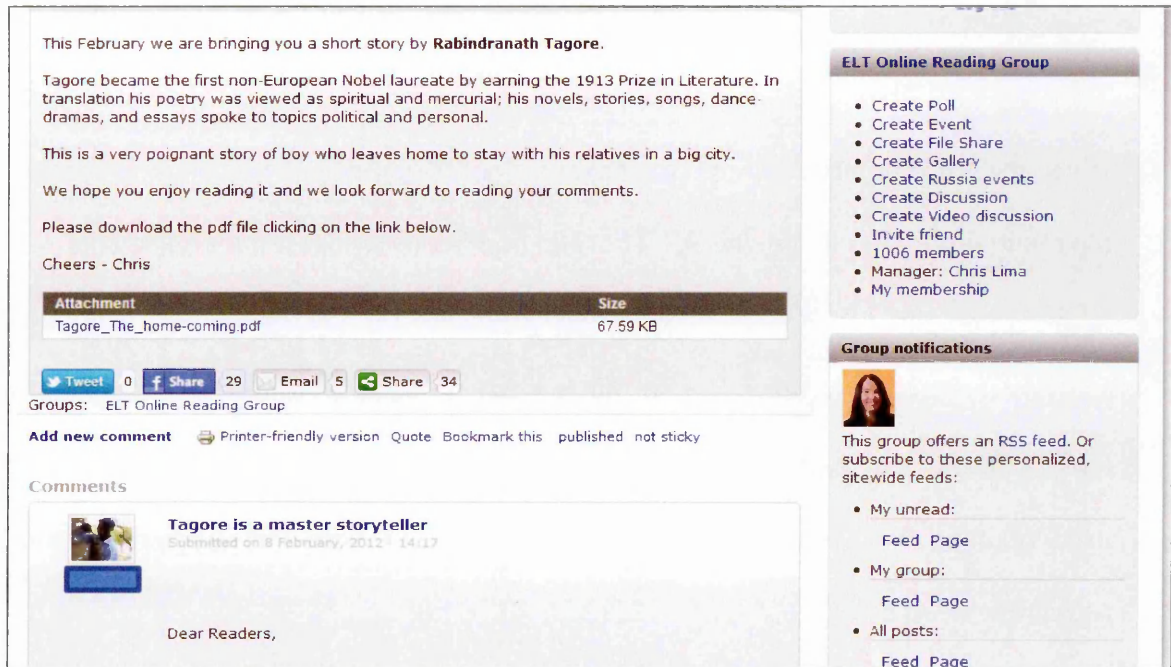 This February we are bringing you a short story by Rabindranath Tagore.
Tagore became the first non-European Nobel laureate by earning the 1913 Prize in Literature. In
translation his poetry was viewed as spiritual and mercurial; his novels, stories, songs, dance-
dramas, and essays spoke to topics political and personal.
This is a very poignant story of boy who leaves home to stay with his relatives in a big city.
We hope you enjoy reading it and we look forward to reading your comments.
Please download the pdf file clicking on the link below.
Cheers - Chris
Attachment Size
Tagore_The_home-coming.pdf 67.59 KB
Tweet 0 Share 29 Email 5 Share 34
Groups: ELT Online Reading Group
Add new comment Printer-friendly version Quote Bookmark this published not sticky
Comments
Tagore is a master storyteller
Submitted on 8 February, 2012 - 14:17
Dear Readers,
ELT Online Reading Group
• Create Poll
• Create Event
• Create File Share
• Create Gallery
• Create Russia events
• Create Discussion
• Create Video discussion
• Invite friend
• 1006 members
• Manager: Chris Lima
• My membership
Group notifications
This group offers an RSS feed. Or
subscribe to these personalized,
sitewide feeds:
• My unread:
Feed Page
• My group:
Feed Page
• All posts:
Feed Page